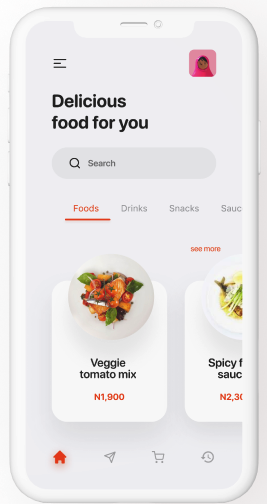 Delicious
food for you
Search
Foods Drinks Snacks Sauc
see more
Veggie
tomato mix
N1,900
Spicy f
sauc
N2,30